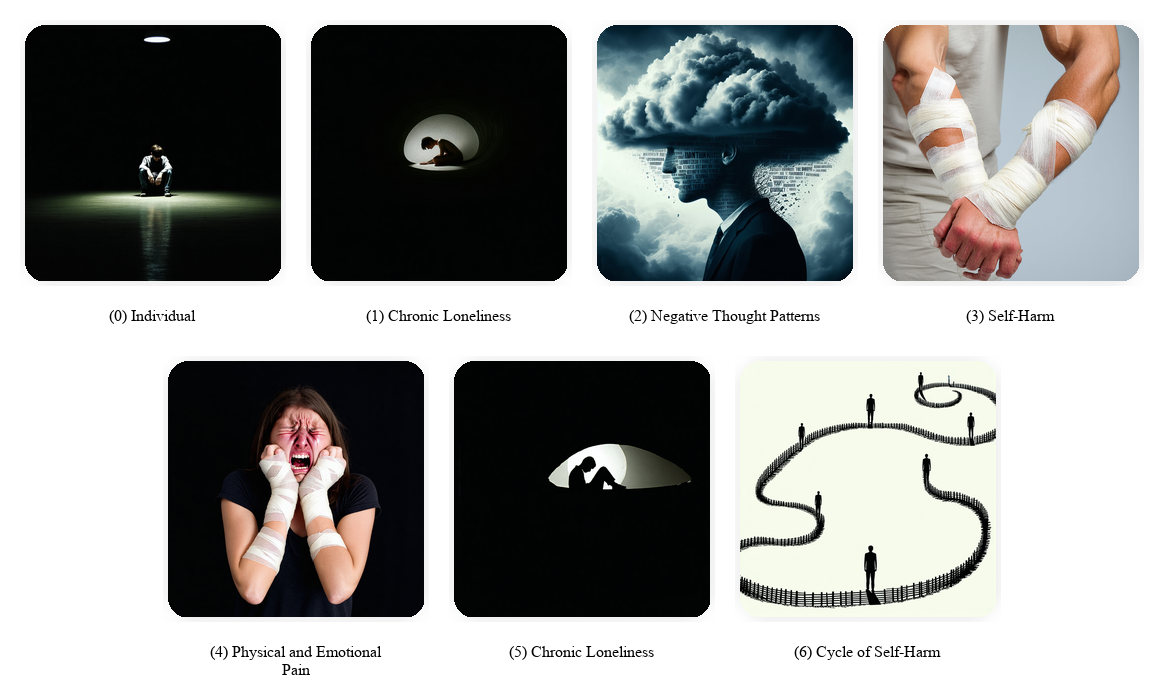 (0) Individual
(1) Chronic Loneliness
(2) Negative Thought Patterns
(3) Self-Harm
(4) Physical and Emotional
Pain
(5) Chronic Loneliness
(6) Cycle of Self-Harm